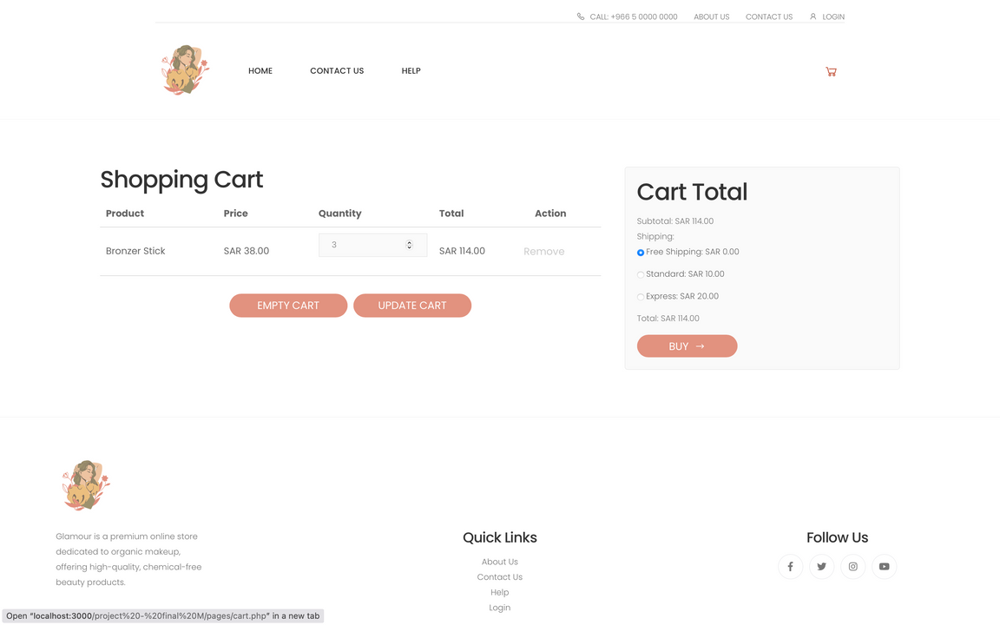 CALL: +966 5 0000 0000 ABOUT US CONTACT US LOGIN
HOME CONTACT US HELP
Shopping Cart
Product Price Quantity Total Action
Bronzer Stick SAR 38.00 3 SAR 114.00 Remove
EMPTY CART UPDATE CART
Cart Total
Subtotal: SAR 114.00
Shipping:
Free Shipping: SAR 0.00
Standard: SAR 10.00
Express: SAR 20.00
Total: SAR 114.00
BUY →
Glamour is a premium online store
dedicated to organic makeup,
offering high-quality, chemical-free
beauty products.
Quick Links
About Us
Contact Us
Help
Login
Follow Us
Open “localhost:3000/project%20-%20final%20M/pages/cart.php” in a new tab